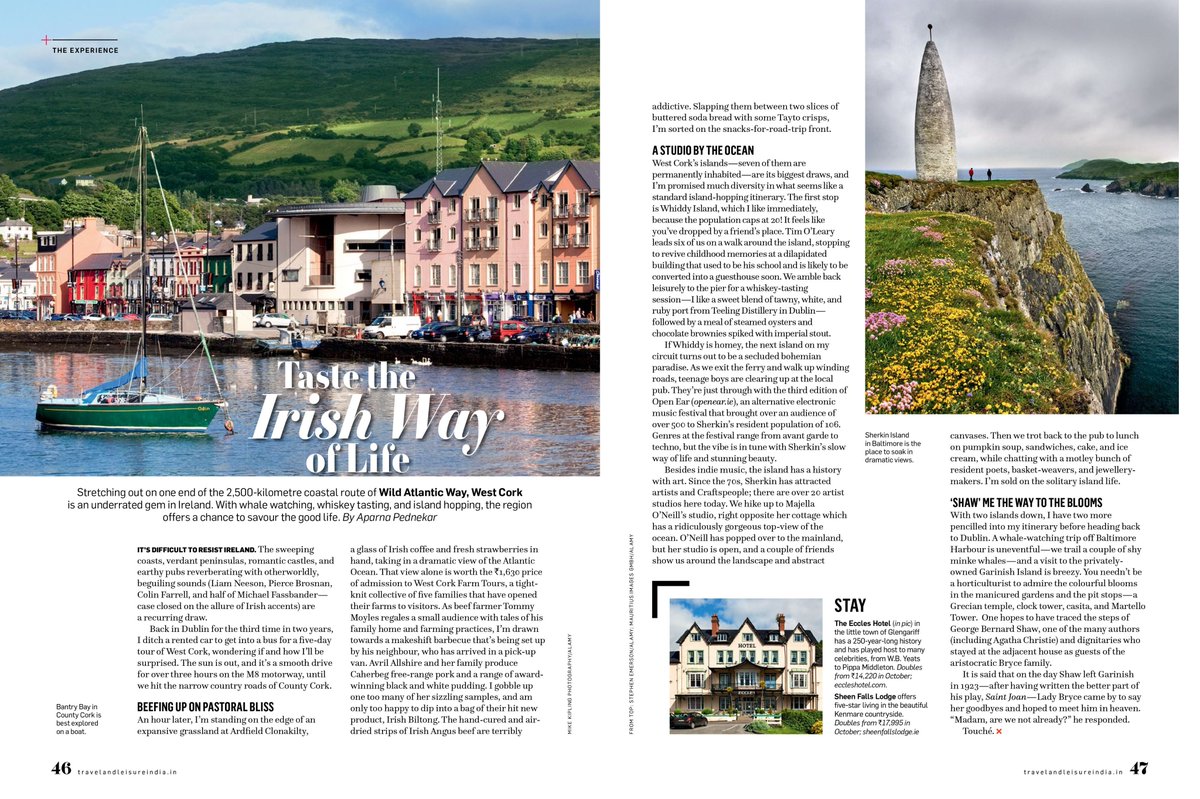 THE EXPERIENCE
Odin
Taste the
Irish Way
of Life
Stretching out on one end of the 2,500-kilometre coastal route of Wild Atlantic Way, West Cork
is an underrated gem in Ireland. With whale watching, whiskey tasting, and island hopping, the region
offers a chance to savour the good life. By Aparna Pednekar
Bantry Bay in
County Cork is
best explored
on a boat.
IT'S DIFFICULT TO RESIST IRELAND. The sweeping
coasts, verdant peninsulas, romantic castles, and
earthy pubs reverberating with otherworldly,
beguiling sounds (Liam Neeson, Pierce Brosnan,
Colin Farrell, and half of Michael Fassbander—
case closed on the allure of Irish accents) are
a recurring draw.
Back in Dublin for the third time in two years,
I ditch a rented car to get into a bus for a five-day
tour of West Cork, wondering if and how I'll be
surprised. The sun is out, and it's a smooth drive
for over three hours on the M8 motorway, until
we hit the narrow country roads of County Cork.
BEEFING UP ON PASTORAL BLISS
An hour later, I'm standing on the edge of an
expansive grassland at Ardfield Clonakilty,
a glass of Irish coffee and fresh strawberries in
hand, taking in a dramatic view of the Atlantic
Ocean. That view alone is worth the ₹1,630 price
of admission to West Cork Farm Tours, a tight-
knit collective of five families that have opened
their farms to visitors. As beef farmer Tommy
Moyles regales a small audience with tales of his
family home and farming practices, I'm drawn
towards a makeshift barbecue that's being set up
by his neighbour, who has arrived in a pick-up
van. Avril Allshire and her family produce
Caherbeg free-range pork and a range of award-
winning black and white pudding. I gobble up
one too many of her sizzling samples, and am
only too happy to dip into a bag of their hit new
product, Irish Biltong. The hand-cured and air-
dried strips of Irish Angus beef are terribly
MIKE KIPLING PHOTOGRAPHY/ALAMY
46 travelandleisureindia.in
addictive. Slapping them between two slices of
buttered soda bread with some Tayto crisps,
I'm sorted on the snacks-for-road-trip front.
A STUDIO BY THE OCEAN
West Cork's islands—seven of them are
permanently inhabited—are its biggest draws, and
I'm promised much diversity in what seems like a
standard island-hopping itinerary. The first stop
is Whiddy Island, which I like immediately,
because the population caps at 20! It feels like
you've dropped by a friend's place. Tim O'Leary
leads six of us on a walk around the island, stopping
to revive childhood memories at a dilapidated
building that used to be his school and is likely to be
converted into a guesthouse soon. We amble back
leisurely to the pier for a whiskey-tasting
session—I like a sweet blend of tawny, white, and
ruby port from Teeling Distillery in Dublin—
followed by a meal of steamed oysters and
chocolate brownies spiked with imperial stout.
If Whiddy is homey, the next island on my
circuit turns out to be a secluded bohemian
paradise. As we exit the ferry and walk up winding
roads, teenage boys are clearing up at the local
pub. They're just through with the third edition of
Open Ear (openear.ie), an alternative electronic
music festival that brought over an audience of
over 500 to Sherkin's resident population of 106.
Genres at the festival range from avant garde to
techno, but the vibe is in tune with Sherkin's slow
way of life and stunning beauty.
Besides indie music, the island has a history
with art. Since the 70s, Sherkin has attracted
artists and Craftspeople; there are over 20 artist
studios here today. We hike up to Majella
O'Neill's studio, right opposite her cottage which
has a ridiculously gorgeous top-view of the
ocean. O'Neill has popped over to the mainland,
but her studio is open, and a couple of friends
show us around the landscape and abstract
FROM TOP: STEPHEN EMERSON/ALAMY; MAURITIUS IMAGES GMBH/ALAMY
HOTEL
ECCLES
STAY
The Eccles Hotel (in pic) in
the little town of Glengariff
has a 250-year-long history
and has played host to many
celebrities, from W.B. Yeats
to Pippa Middleton. Doubles
from ₹14,220 in October;
eccleshotel.com.
Sheen Falls Lodge offers
five-star living in the beautiful
Kenmare countryside.
Doubles from ₹17,995 in
October; sheenfallslodge.ie
Sherkin Island
in Baltimore is the
place to soak in
dramatic views.
canvases. Then we trot back to the pub to lunch
on pumpkin soup, sandwiches, cake, and ice
cream, while chatting with a motley bunch of
resident poets, basket-weavers, and jewellery-
makers. I'm sold on the solitary island life.
'SHAW' ME THE WAY TO THE BLOOMS
With two islands down, I have two more
pencilled into my itinerary before heading back
to Dublin. A whale-watching trip off Baltimore
Harbour is uneventful—we trail a couple of shy
minke whales—and a visit to the privately-
owned Garinish Island is breezy. You needn't be
a horticulturist to admire the colourful blooms
in the manicured gardens and the pit stops—a
Grecian temple, clock tower, casita, and Martello
Tower. One hopes to have traced the steps of
George Bernard Shaw, one of the many authors
(including Agatha Christie) and dignitaries who
stayed at the adjacent house as guests of the
aristocratic Bryce family.
It is said that on the day Shaw left Garinish
in 1923—after having written the better part of
his play, Saint Joan—Lady Bryce came by to say
her goodbyes and hoped to meet him in heaven.
"Madam, are we not already?" he responded.
Touché.
travelandleisureindia.in 47